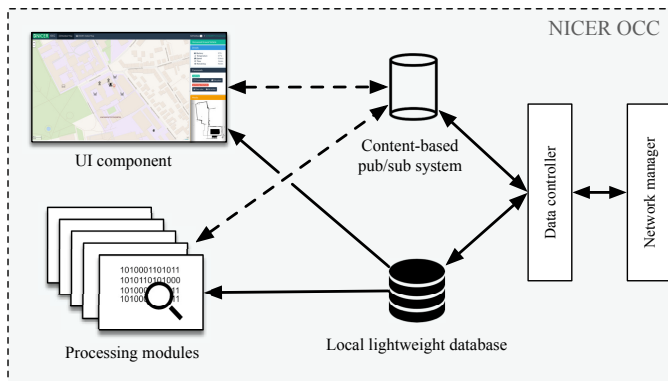 NICER OCC
UI component
Content-based
pub/sub system
Data controller
Network manager
1010001101011
1010110101000
Processing modules
Local lightweight database